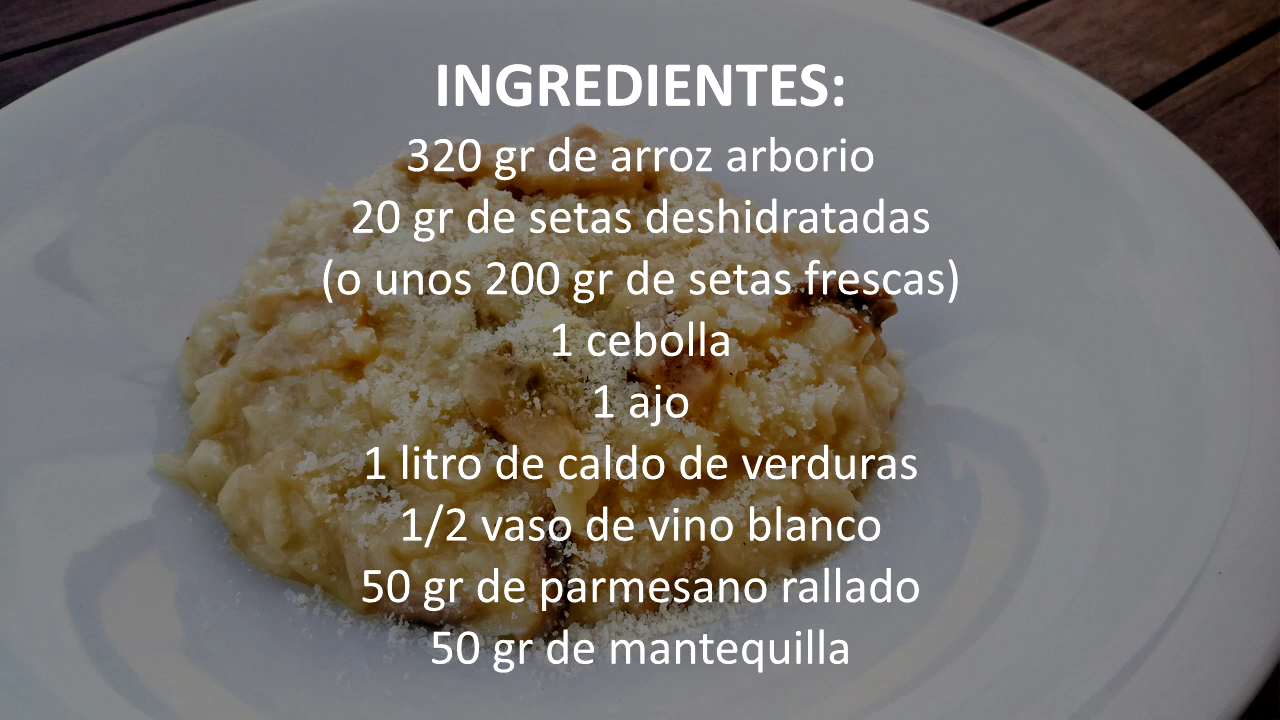 INGREDIENTES:
320 gr de arroz arborio
20 gr de setas deshidratadas
(o unos 200 gr de setas frescas)
1 cebolla
1 ajo
1 litro de caldo de verduras
1/2 vaso de vino blanco
50 gr de parmesano rallado
50 gr de mantequilla